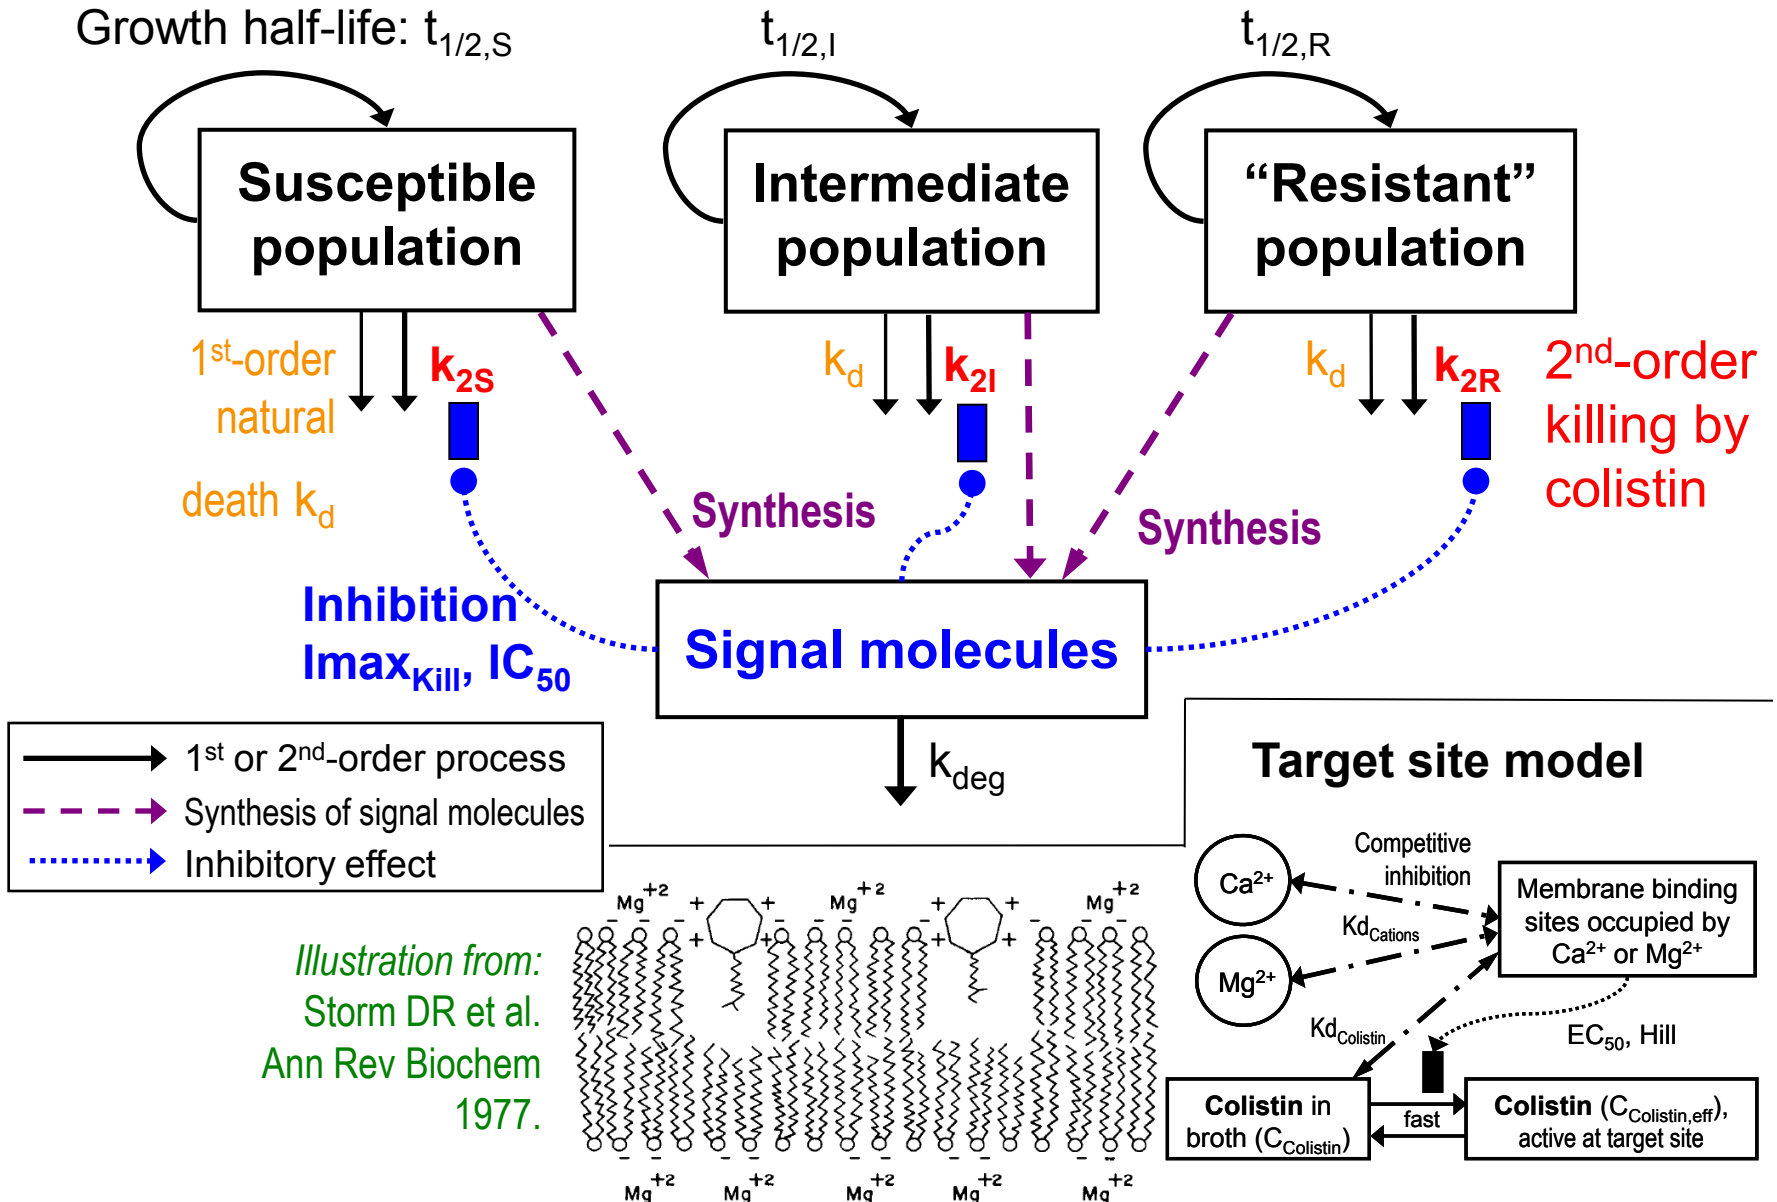 Growth half-life: t1/2,S
t1/2,I
t1/2,R
Susceptible
population
Intermediate
population
“Resistant”
population
1st-order
natural
death kd
k2S
kd
k2I
kd
k2R
2nd-order
killing by
colistin
Synthesis
Synthesis
Inhibition
ImaxKill, IC50
Signal molecules
kdeg
1st or 2nd-order process
Synthesis of signal molecules
Inhibitory effect
Target site model
Ca2+
Mg2+
Competitive
inhibition
KdCations
KdColistin
Membrane binding
sites occupied by
Ca2+ or Mg2+
EC50, Hill
Colistin in
broth (CColistin)
fast
Colistin (CColistin,eff),
active at target site
Illustration from:
Storm DR et al.
Ann Rev Biochem
1977.
Mg+2 Mg+2 Mg+2
+ + + +
− − − − − − − − −
+ + + +
− − − − − − − −
Mg+2 Mg+2 Mg+2 Mg+2 Mg+2